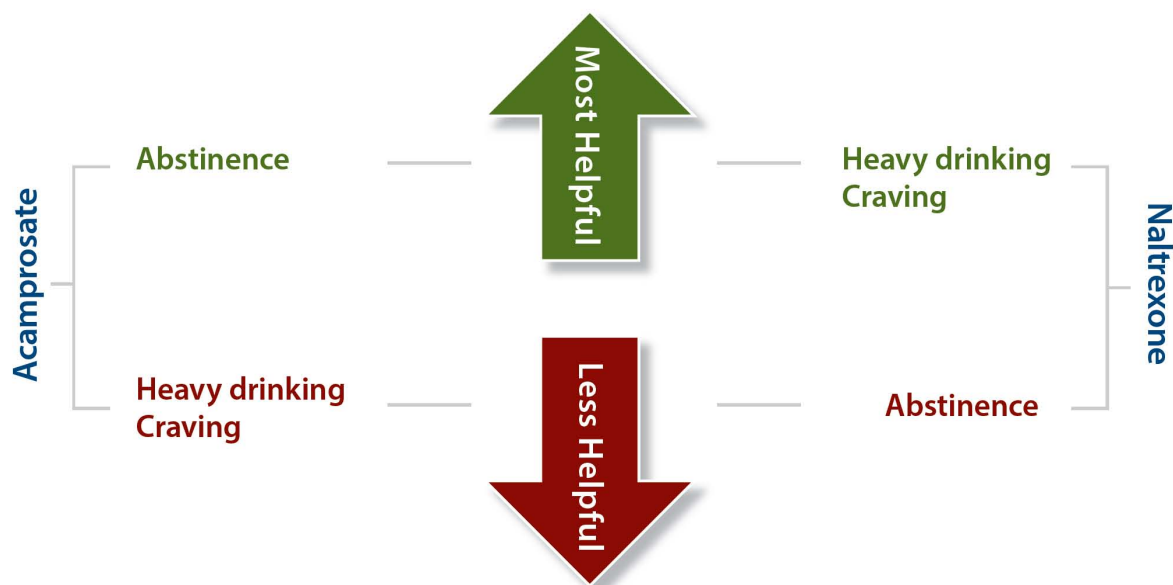 Most Helpful
Abstinence
Heavy drinking
Craving
Acamprosate
Naltrexone
Less Helpful
Heavy drinking
Craving
Abstinence